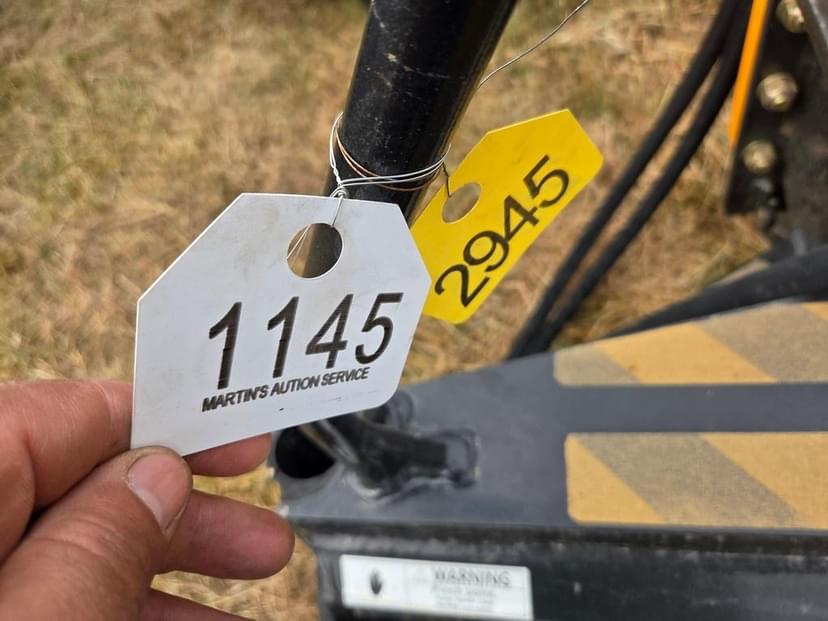 1145
MARTIN'S AUTION SERVICE
2945
WARNING